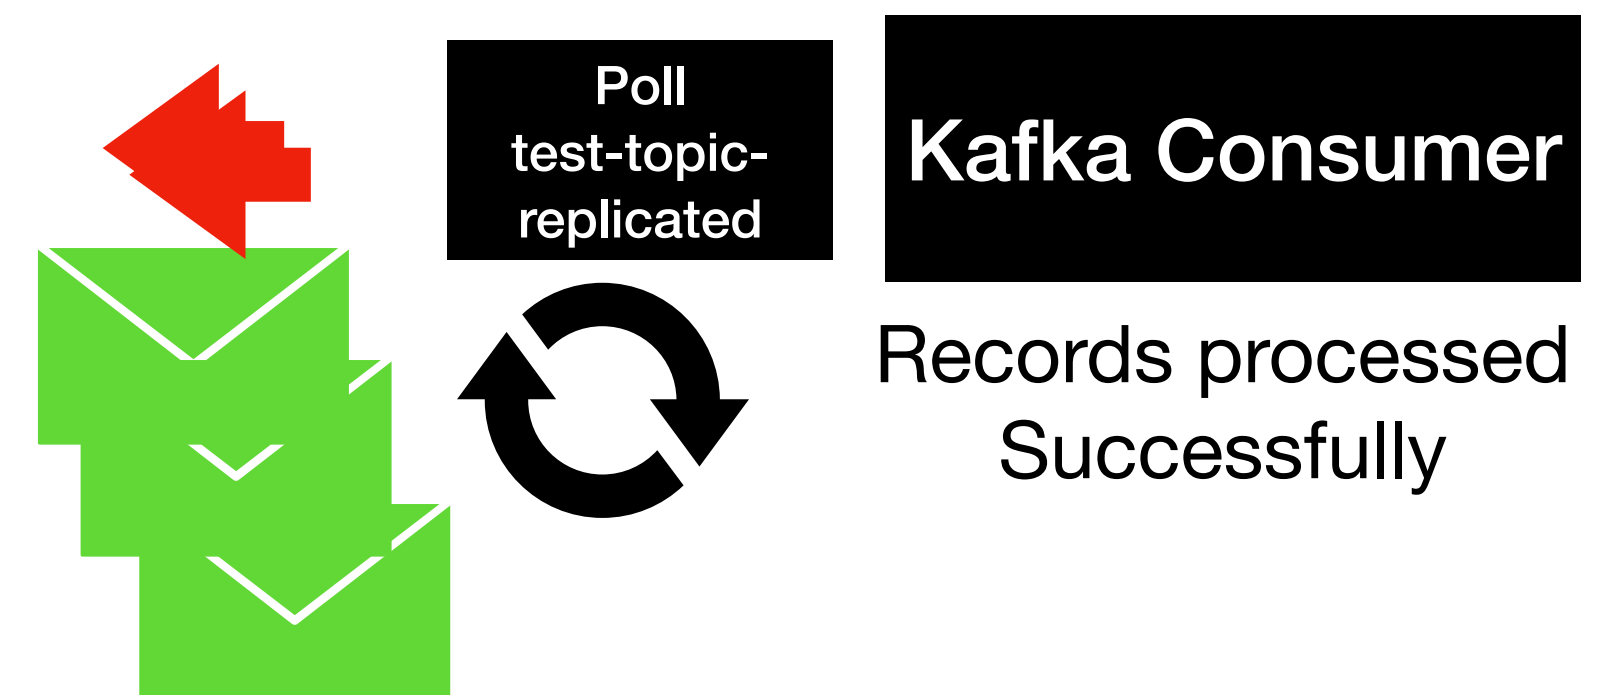 Poll
test-topic-
replicated
Kafka Consumer
Records processed
Successfully